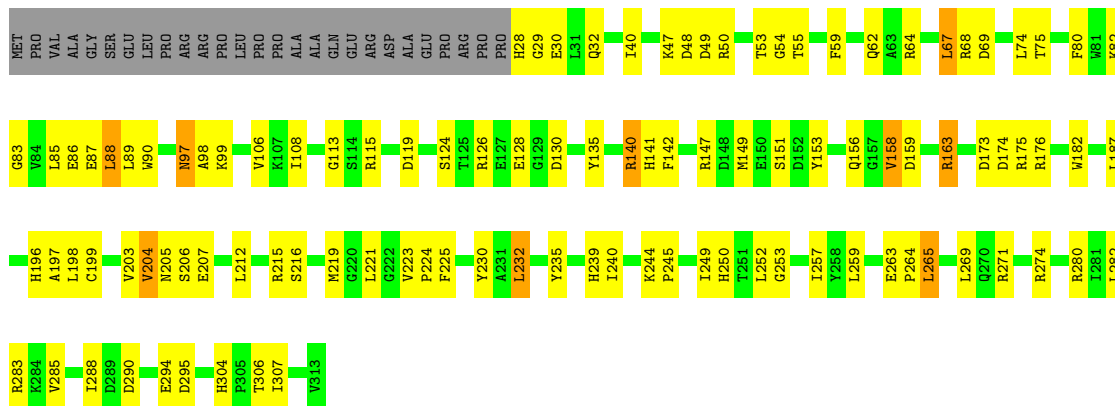 MET PRO VAL ALA GLY SER GLU LEU PRO ARG ARG PRO LEU PRO PRO ALA ALA GLN GLU ARG ASP ALA GLU PRO ARG PRO PRO H28 G29 E30 L31 Q32 I40 K47 D48 D49 R50 T53 G54 T55 F59 Q62 A63 R64 L67 R68 D69 L74 T75 F80 W81 K82
G83 V84 L85 E86 E87 L88 L89 W90 N97 A98 K99 V106 K107 I108 G113 S114 R115 D119 S124 T125 R126 E127 E128 G129 D130 Y135 R140 H141 F142 R147 D148 M149 E150 S151 D152 Y153 Q156 G157 V158 D159 R163 D173 D174 R175 R176 W182
H196 A197 L198 C199 V203 V204 N205 S206 E207 L212 R215 S216 M219 G220 L221 G222 V223 P224 F225 Y230 A231 L232 Y235 H239 I240 K244 P245 I249 H250 T251 L252 G253 I257 Y258 L259 E263 P264 L265 L269 Q270 R271 R274 R280 I281
R283 K284 V285 I288 D289 D290 E294 D295 H304 P305 T306 I307 V313